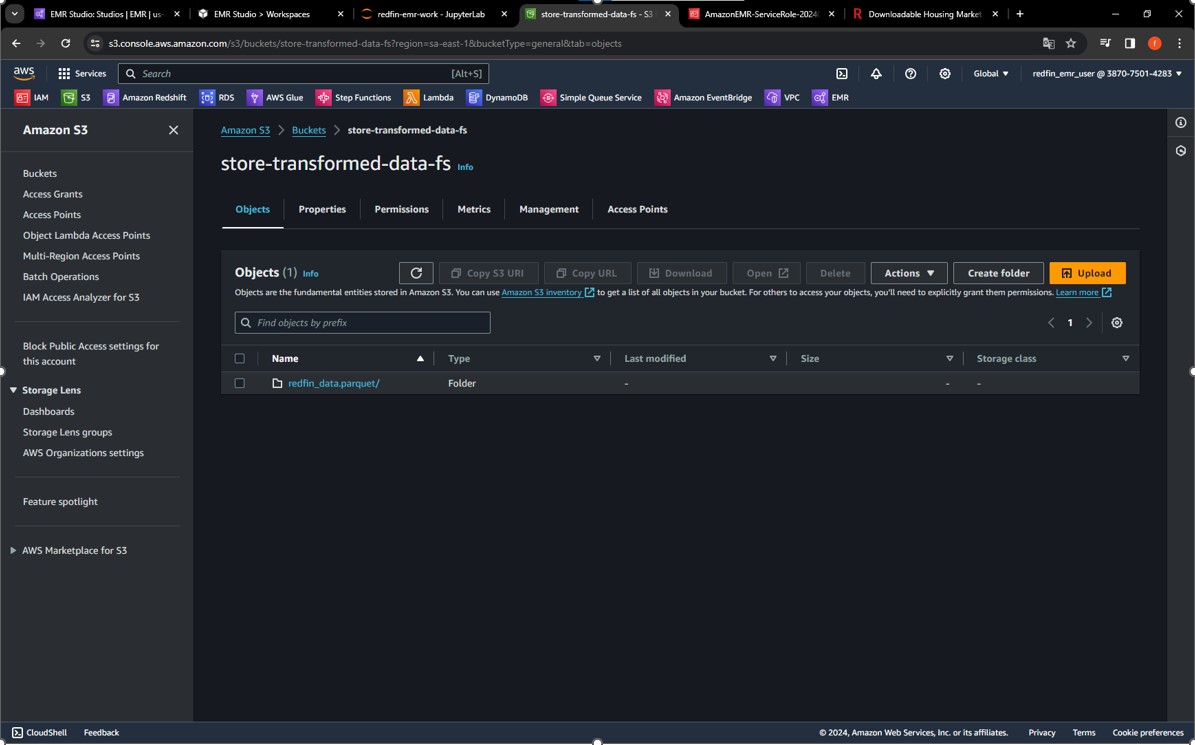 EMR Studio: Studios | EMR | us-
EMR Studio > Workspaces
redfin-emr-work - JupyterLab
store-transformed-data-fs - S3
AmazonEMR-ServiceRole-2024
Downloadable Housing Market
s3.console.aws.amazon.com/s3/buckets/store-transformed-data-fs?region=sa-east-1&bucketType=general&tab=objects
f
aws
Services
Search
[Alt+S]
Global
redfin_emr_user @ 3870-7501-4283
IAM
S3
Amazon Redshift
RDS
AWS Glue
Step Functions
Lambda
DynamoDB
Simple Queue Service
Amazon EventBridge
VPC
EMR
Amazon S3
Buckets
Access Grants
Access Points
Object Lambda Access Points
Multi-Region Access Points
Batch Operations
IAM Access Analyzer for S3
Block Public Access settings for
this account
Storage Lens
Dashboards
Storage Lens groups
AWS Organizations settings
Feature spotlight
AWS Marketplace for S3
Amazon S3 > Buckets > store-transformed-data-fs
store-transformed-data-fs Info
Objects
Properties
Permissions
Metrics
Management
Access Points
Objects (1) Info
Copy S3 URI
Copy URL
Download
Open
Delete
Actions
Create folder
Upload
Objects are the fundamental entities stored in Amazon S3. You can use Amazon S3 inventory to get a list of all objects in your bucket. For others to access your objects, you'll need to explicitly grant them permissions. Learn more
Find objects by prefix
1
Name
Type
Last modified
Size
Storage class
redfin_data.parquet/
Folder
-
-
-
CloudShell
Feedback
© 2024, Amazon Web Services, Inc. or its affiliates.
Privacy
Terms
Cookie preferences